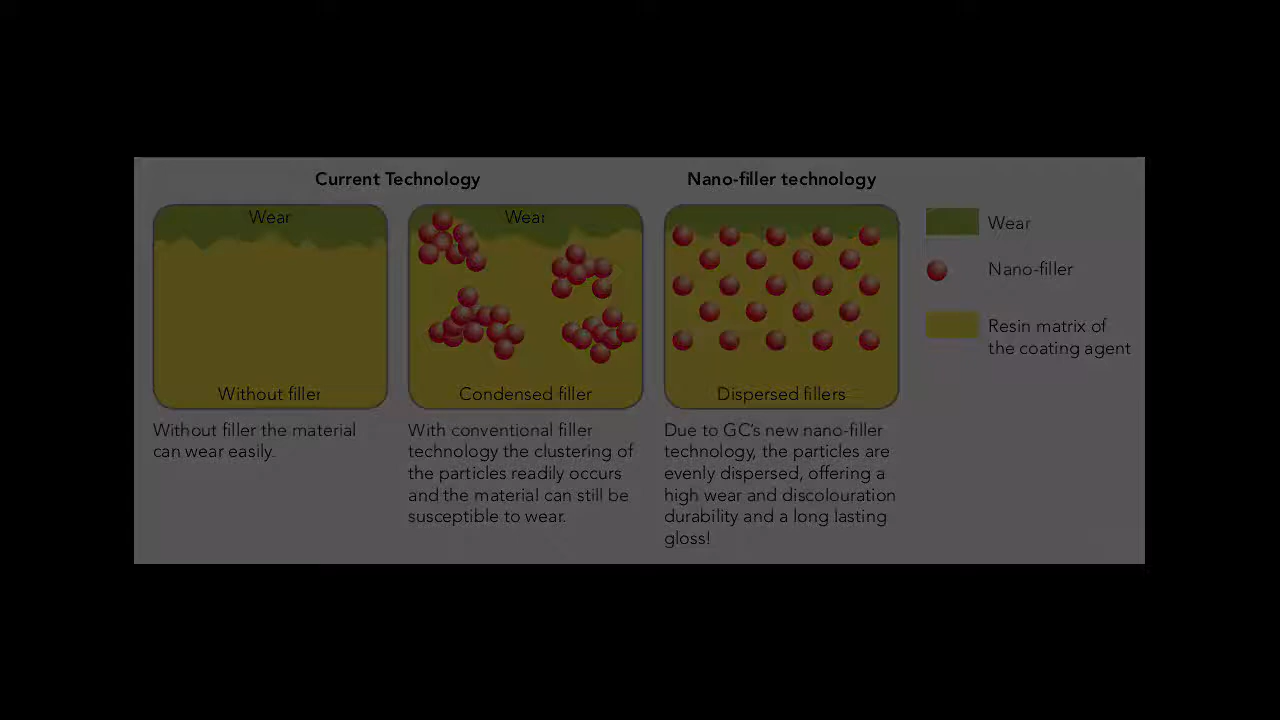 Current Technology
Nano-filler technology
Wear
Without filler
Wear
Condensed filler
Dispersed fillers
Wear
Nano-filler
Resin matrix of
the coating agent
Without filler the material
can wear easily.
With conventional filler
technology the clustering of
the particles readily occurs
and the material can still be
susceptible to wear.
Due to GC's new nano-filler
technology, the particles are
evenly dispersed, offering a
high wear and discolouration
durability and a long lasting
gloss!